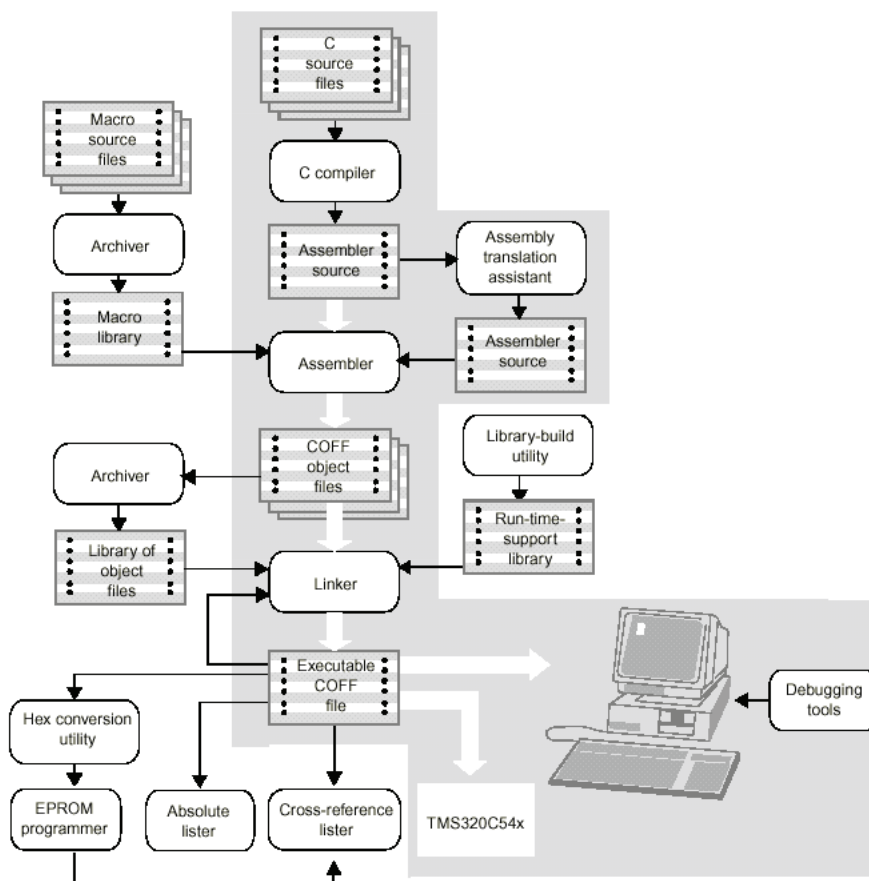 C
source
files
Macro
source
files
C compiler
Archiver
Assembler
source
Assembly
translation
assistant
Macro
library
Assembler
Assembler
source
Archiver
COFF
object
files
Library-build
utility
Library of
object
files
Linker
Run-time-
support
library
Executable
COFF
file
Debugging
tools
Hex conversion
utility
EPROM
programmer
Absolute
lister
Cross-reference
lister
TMS320C54x